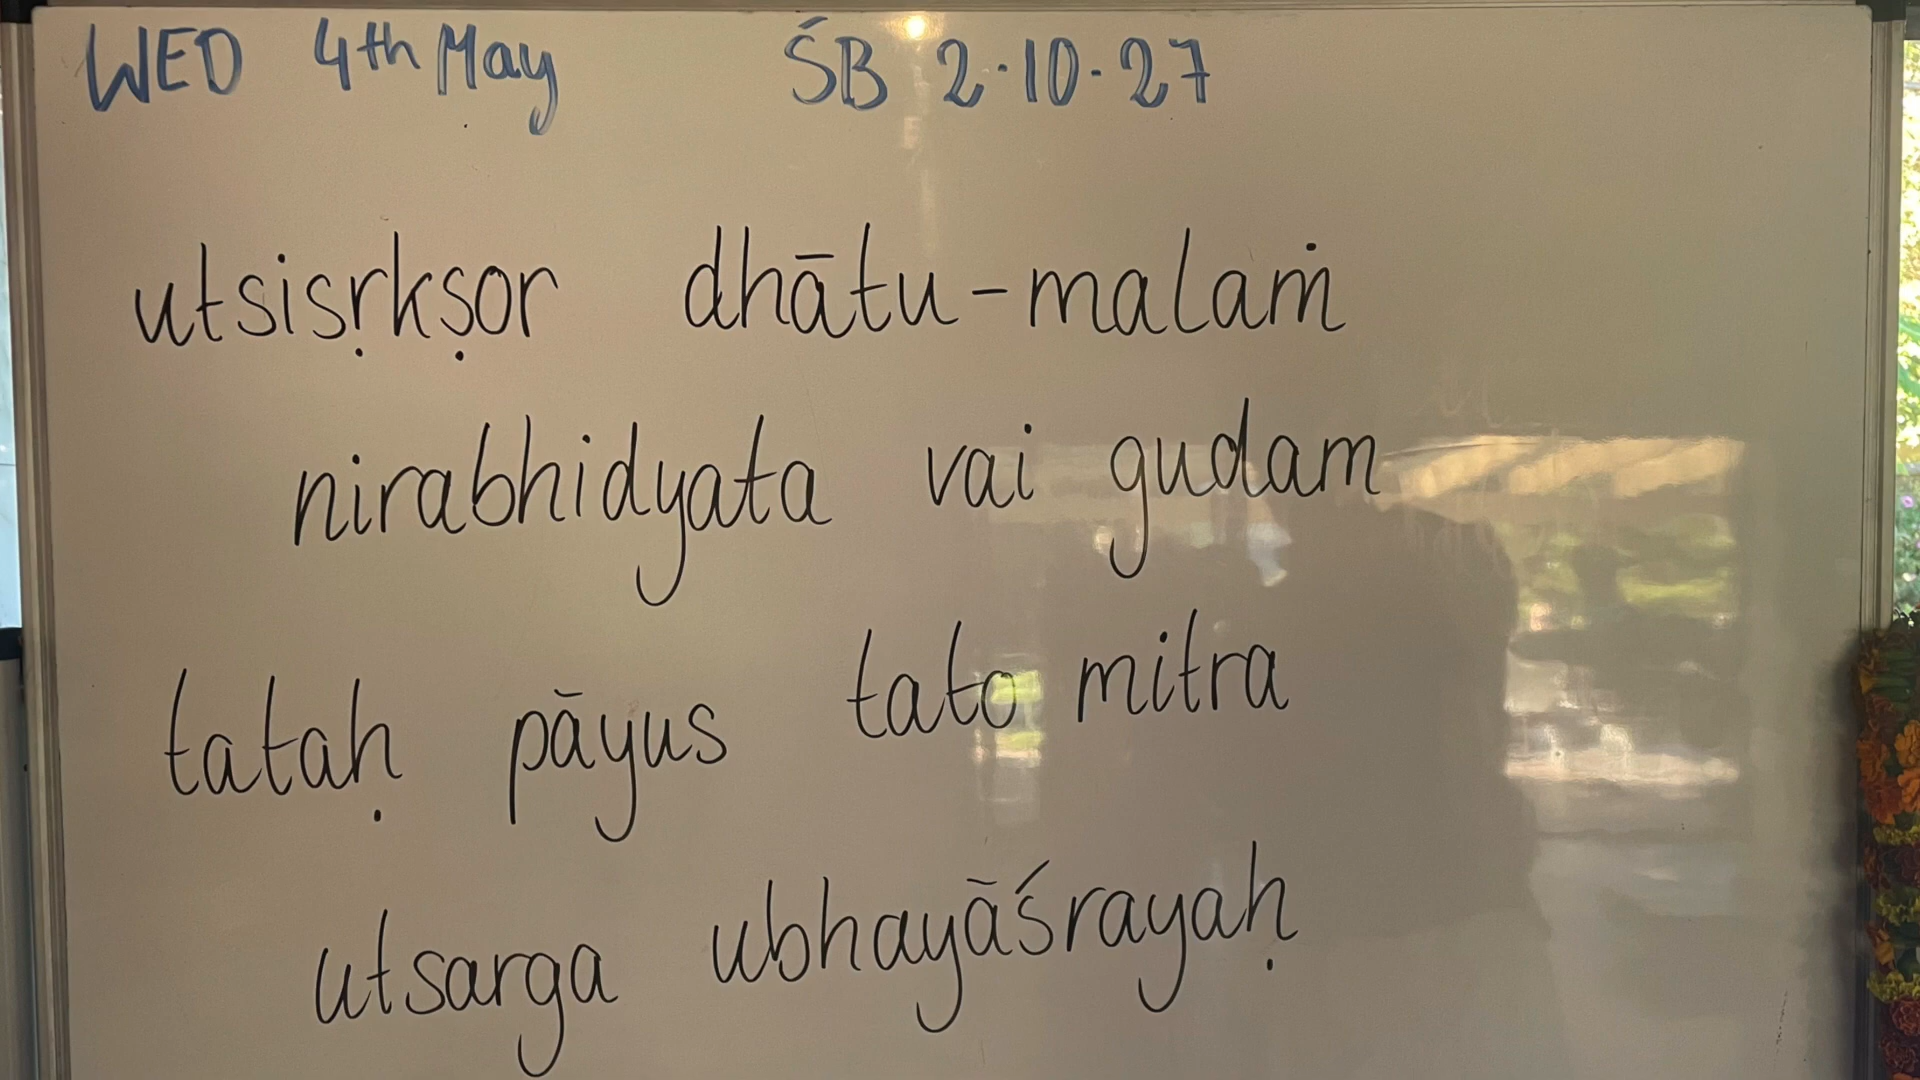 WED 4th May ŚB 2.10.27
utsisṛkṣor dhātu-malaṁ
nirabhidyata vai gudam
tataḥ pāyus tato mitra
utsarga ubhayāśrayaḥ